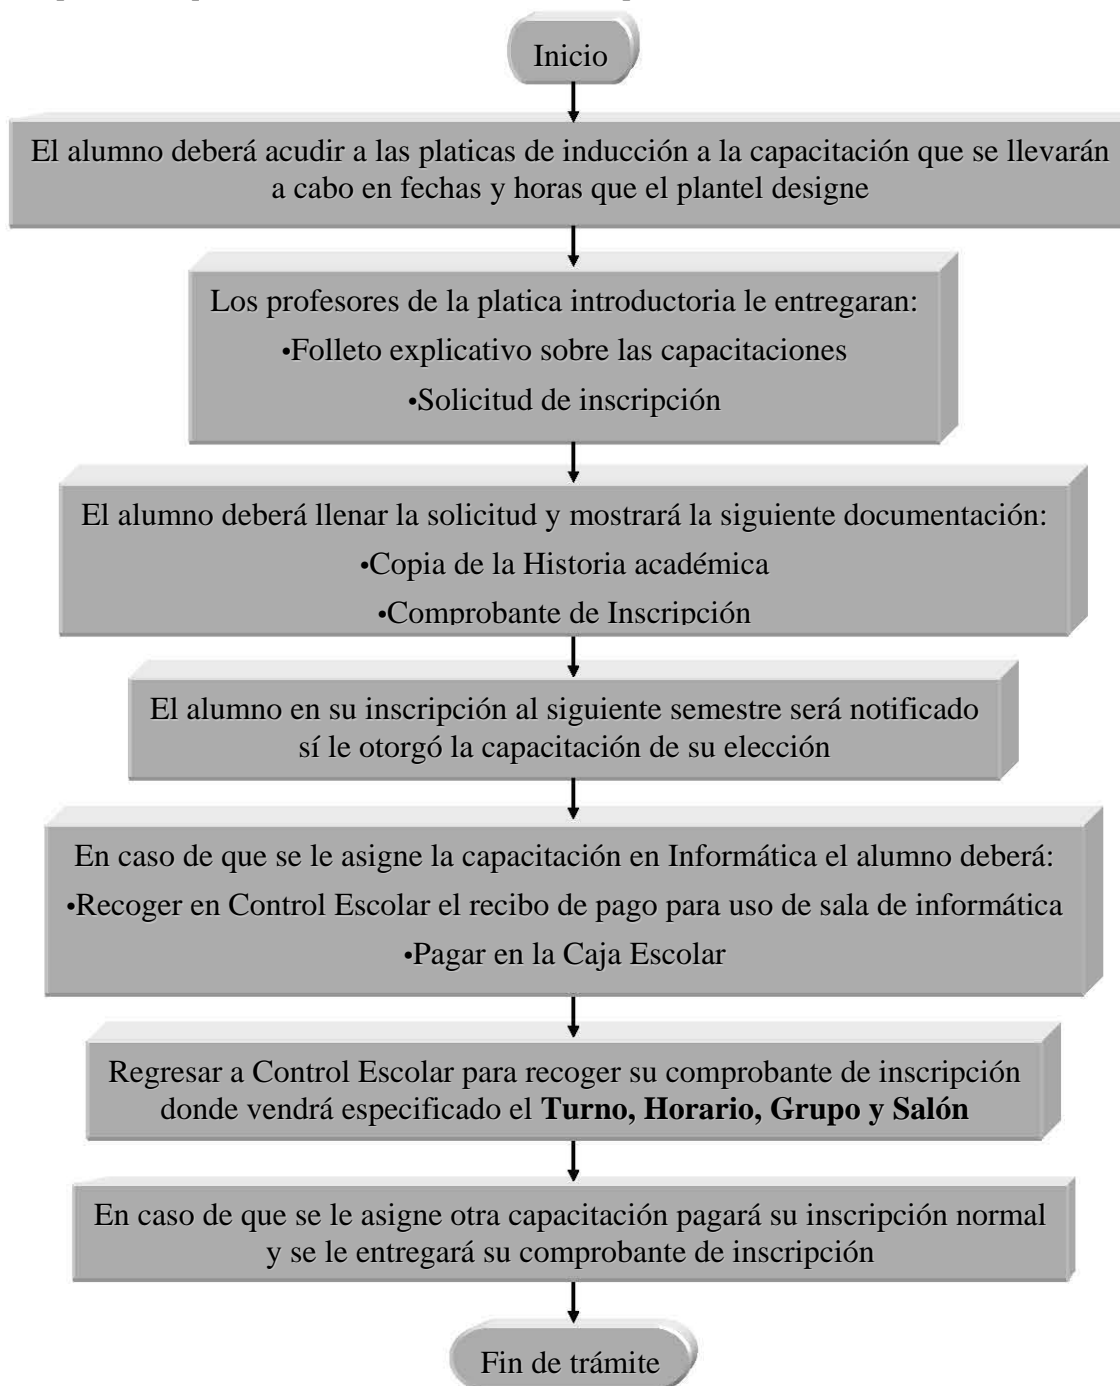 Inicio
El alumno deberá acudir a las platicas de inducción a la capacitación que se llevarán
a cabo en fechas y horas que el plantel designe
Los profesores de la platica introductoria le entregaran:
•Folleto explicativo sobre las capacitaciones
•Solicitud de inscripción
El alumno deberá llenar la solicitud y mostrará la siguiente documentación:
•Copia de la Historia académica
•Comprobante de Inscripción
El alumno en su inscripción al siguiente semestre será notificado
sí le otorgó la capacitación de su elección
En caso de que se le asigne la capacitación en Informática el alumno deberá:
•Recoger en Control Escolar el recibo de pago para uso de sala de informática
•Pagar en la Caja Escolar
Regresar a Control Escolar para recoger su comprobante de inscripción
donde vendrá especificado el Turno, Horario, Grupo y Salón
En caso de que se le asigne otra capacitación pagará su inscripción normal
y se le entregará su comprobante de inscripción
Fin de trámite